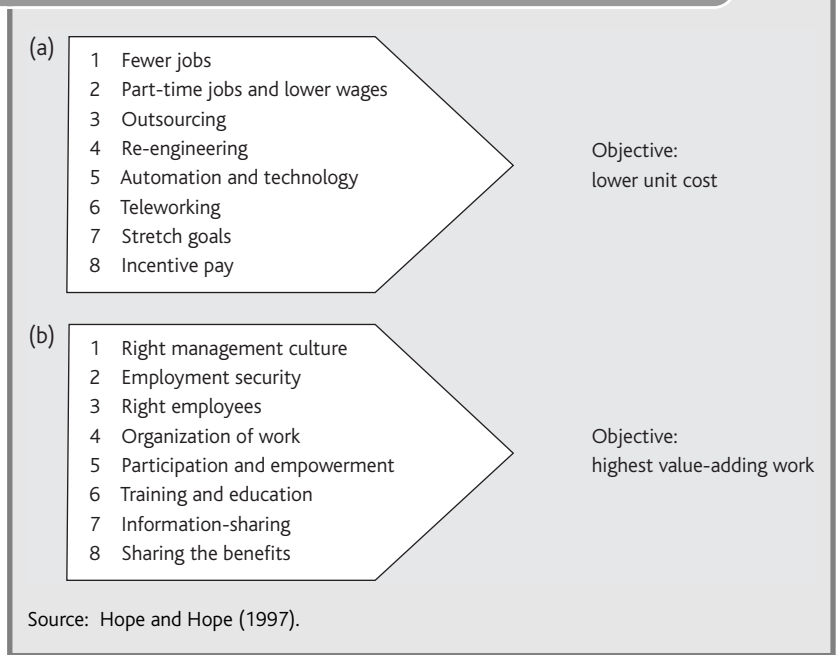 (a)
1 Fewer jobs
2 Part-time jobs and lower wages
3 Outsourcing
4 Re-engineering
5 Automation and technology
6 Teleworking
7 Stretch goals
8 Incentive pay
Objective:
lower unit cost
(b)
1 Right management culture
2 Employment security
3 Right employees
4 Organization of work
5 Participation and empowerment
6 Training and education
7 Information-sharing
8 Sharing the benefits
Objective:
highest value-adding work
Source: Hope and Hope (1997).